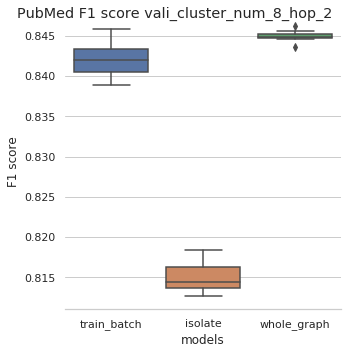 PubMed F1 score vali_cluster_num_8_hop_2
0.845
0.840
0.835
0.830
0.825
0.820
0.815
F1 score
train_batch isolate whole_graph
models